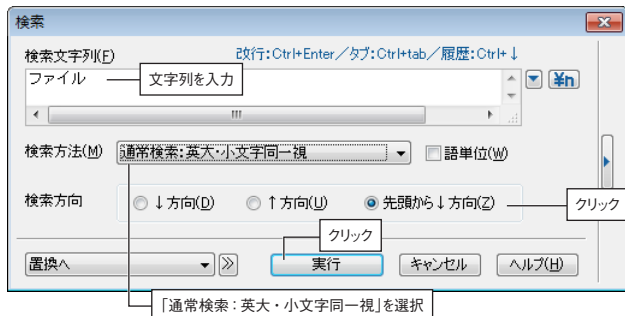 検索
検索文字列(F) 改行:Ctrl+Enter／タブ:Ctrl+tab／履歴:Ctrl+↓
ファイル 文字列を入力
¥n
検索方法(M) 通常検索:英大・小文字同一視 語単位(W)
検索方向 ↓方向(D) ↑方向(U) 先頭から↓方向(Z) クリック
クリック
置換へ 実行 キャンセル ヘルプ(H)
「通常検索：英大・小文字同一視」を選択